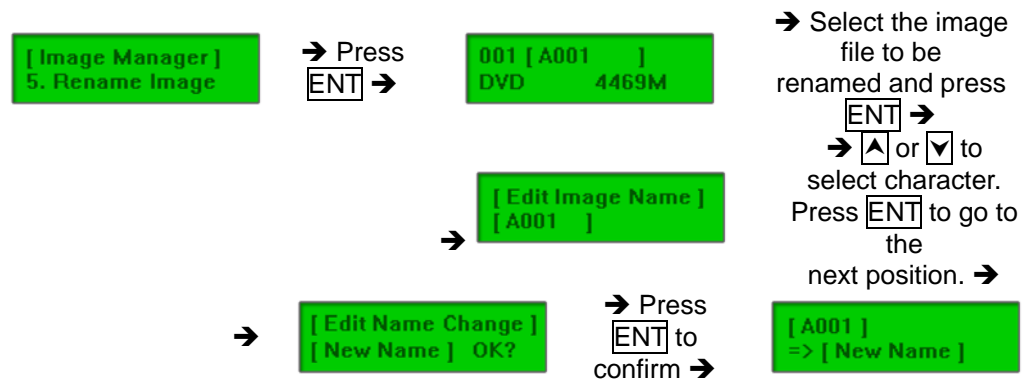 [ Image Manager ]
5. Rename Image
➔ Press
ENT ➔
001 [ A001 ]
DVD 4469M
➔ Select the image
file to be
renamed and press
ENT ➔
➔ ⮝ or ⮟ to
select character.
Press ENT to go to
the
next position. ➔
➔
[ Edit Image Name ]
[ A001 ]
➔
[ Edit Name Change ]
[ New Name ] OK?
➔ Press
ENT to
confirm ➔
[ A001 ]
=> [ New Name ]